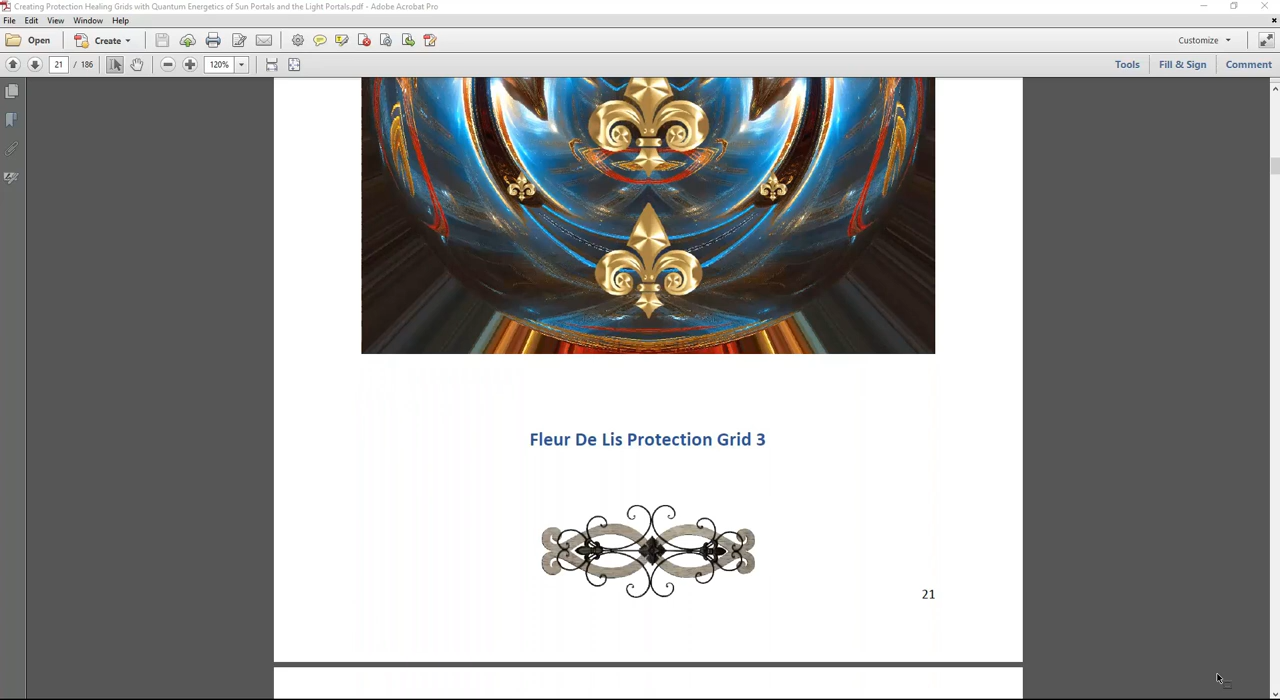 Creating Protection Healing Grids with Quantum Energetics of Sun Portals and the Light Portals.pdf - Adobe Acrobat Pro
File Edit View Window Help
Open Create Customize
21 / 186 120% Tools Fill & Sign Comment
Fleur De Lis Protection Grid 3
21